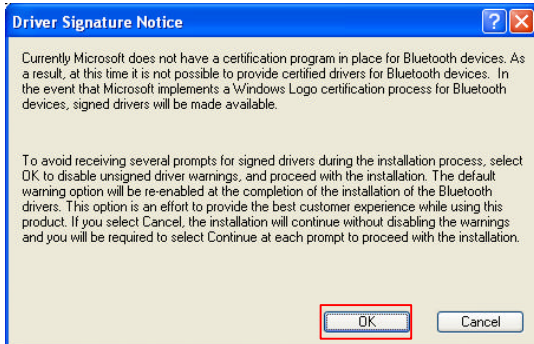 Driver Signature Notice
Currently Microsoft does not have a certification program in place for Bluetooth devices. As
a result, at this time it is not possible to provide certified drivers for Bluetooth devices. In
the event that Microsoft implements a Windows Logo certification process for Bluetooth
devices, signed drivers will be made available.
To avoid receiving several prompts for signed drivers during the installation process, select
OK to disable unsigned driver warnings, and proceed with the installation. The default
warning option will be re-enabled at the completion of the installation of the Bluetooth
drivers. This option is an effort to provide the best customer experience while using this
product. If you select Cancel, the installation will continue without disabling the warnings
and you will be required to select Continue at each prompt to proceed with the installation.
OK Cancel